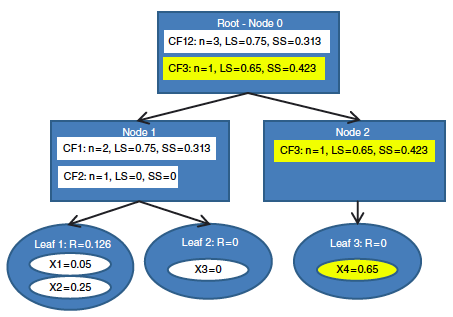 Root - Node 0
CF12: n=3, LS=0.75, SS=0.313
CF3: n=1, LS=0.65, SS=0.423
Node 1
CF1: n=2, LS=0.75, SS=0.313
CF2: n=1, LS=0, SS=0
Node 2
CF3: n=1, LS=0.65, SS=0.423
Leaf 1: R=0.126
X1=0.05
X2=0.25
Leaf 2: R=0
X3=0
Leaf 3: R=0
X4=0.65